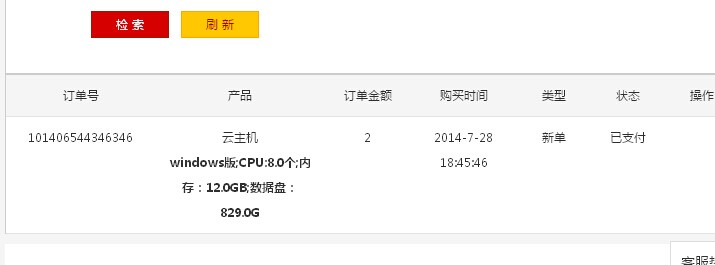 检 索 刷 新
订单号 产品 订单金额 购买时间 类型 状态 操作
101406544346346 云主机 2 2014-7-28 新单 已支付
windows版;CPU:8.0个;内 18:45:46
存：12.0GB;数据盘：
829.0G
客服